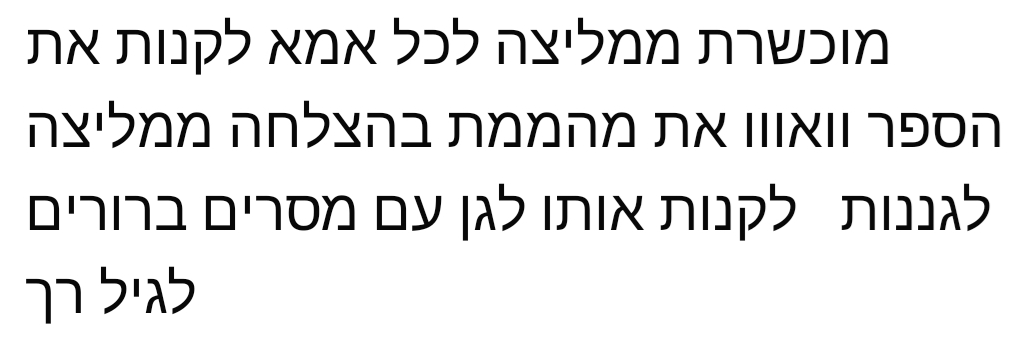 מוכשרת ממליצה לכל אמא לקנות את
הספר וואוווו את מהממת בהצלחה ממליצה
לגננות   לקנות אותו לגן עם מסרים ברורים
לגיל רך